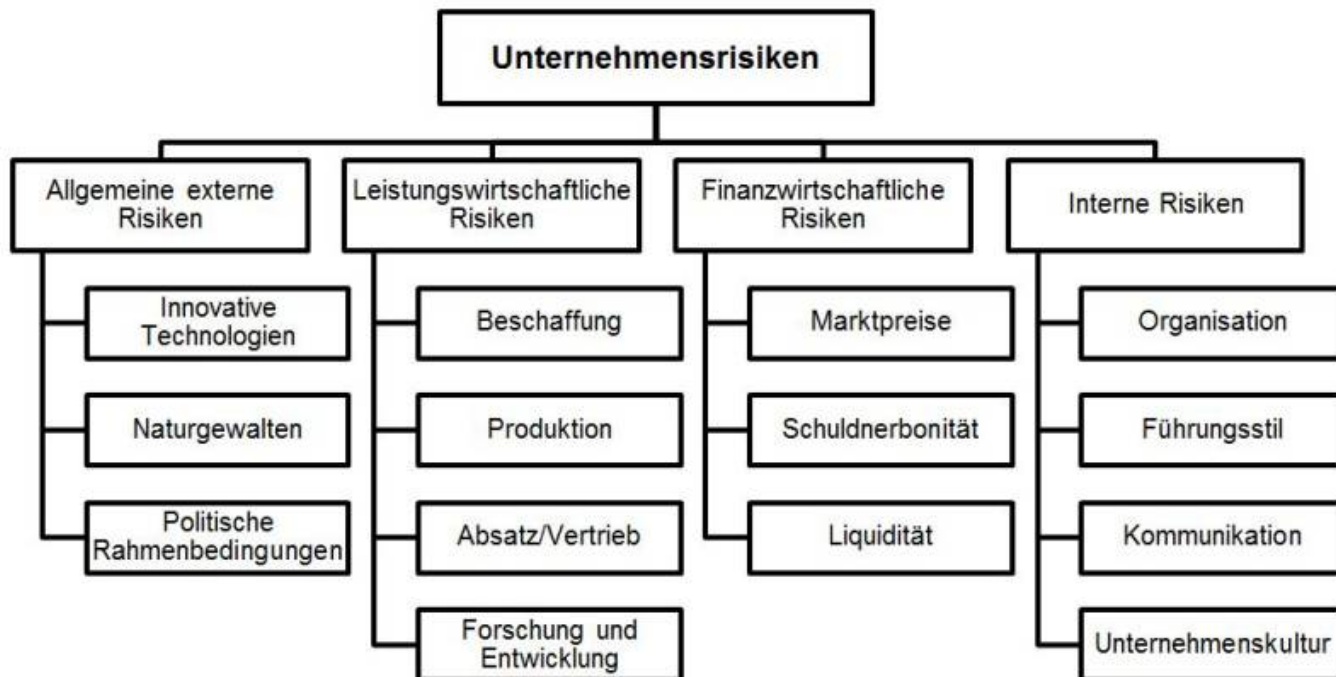 Unternehmensrisiken
Allgemeine externe
Risiken
Leistungswirtschaftliche
Risiken
Finanzwirtschaftliche
Risiken
Interne Risiken
Innovative
Technologien
Naturgewalten
Politische
Rahmenbedingungen
Beschaffung
Produktion
Absatz/Vertrieb
Forschung und
Entwicklung
Marktpreise
Schuldnerbonität
Liquidität
Organisation
Führungsstil
Kommunikation
Unternehmenskultur